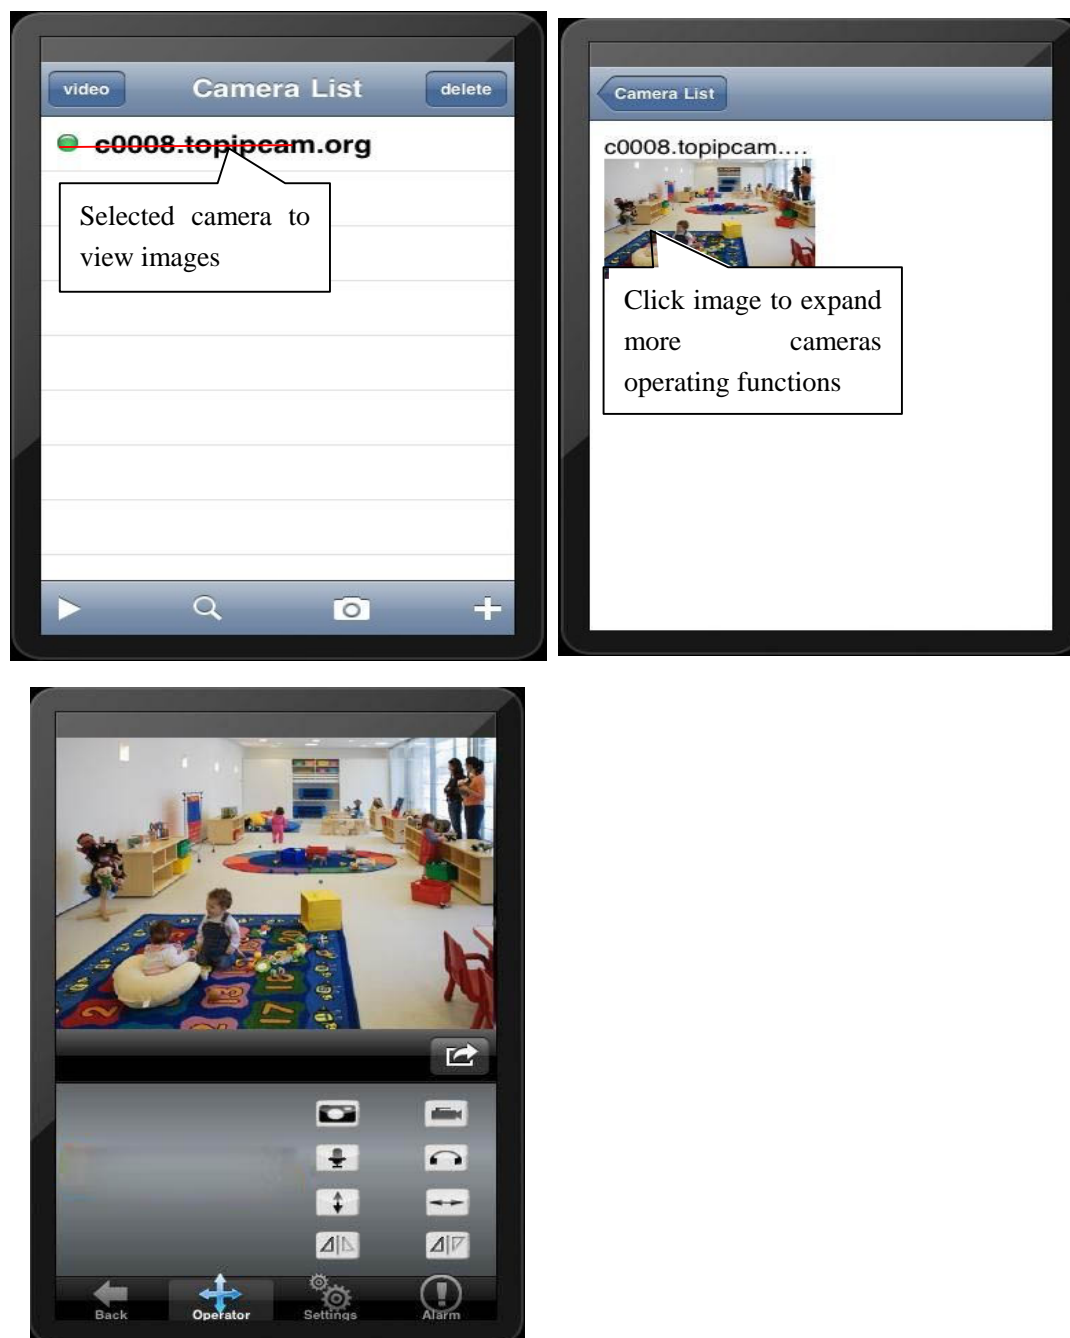 video Camera List delete
c0008.topipcam.org
Selected camera to
view images
Camera List
c0008.topipcam....
Click image to expand
more cameras
operating functions
17
Back Operator Settings Alarm